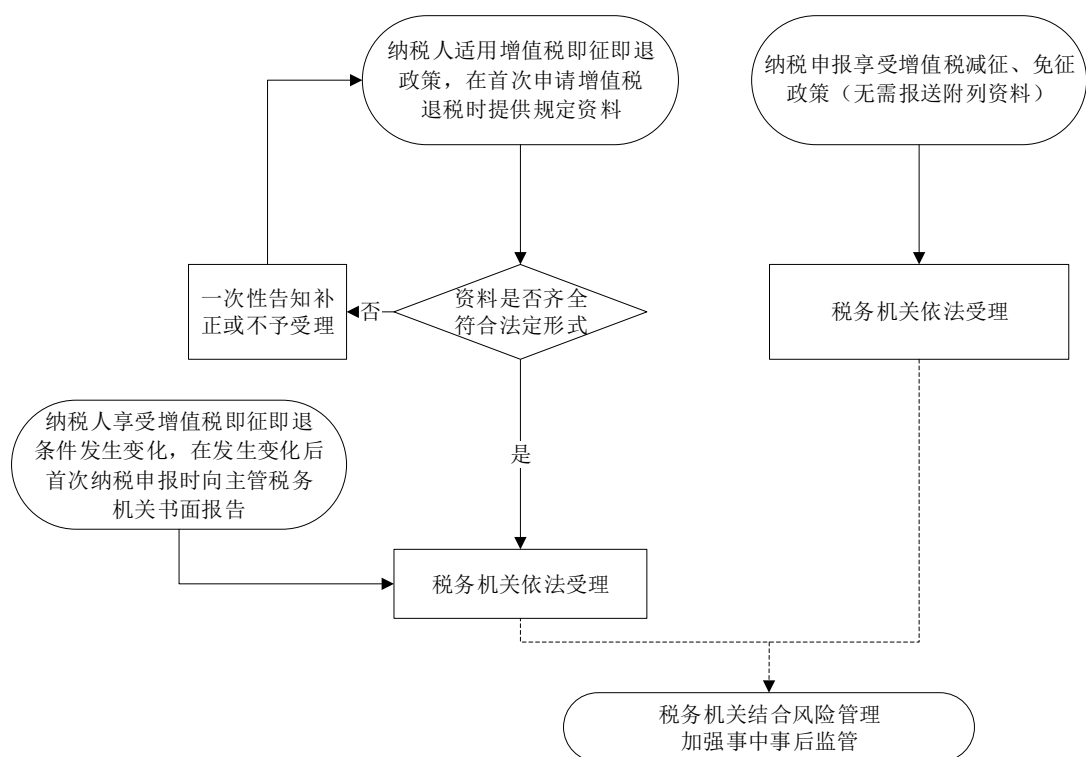 纳税人适用增值税即征即退
政策，在首次申请增值税
退税时提供规定资料
纳税申报享受增值税减征、免征
政策（无需报送附列资料）
一次性告知补
正或不予受理
否
资料是否齐全
符合法定形式
税务机关依法受理
纳税人享受增值税即征即退
条件发生变化，在发生变化后
首次纳税申报时向主管税务
机关书面报告
是
税务机关依法受理
税务机关结合风险管理
加强事中事后监管